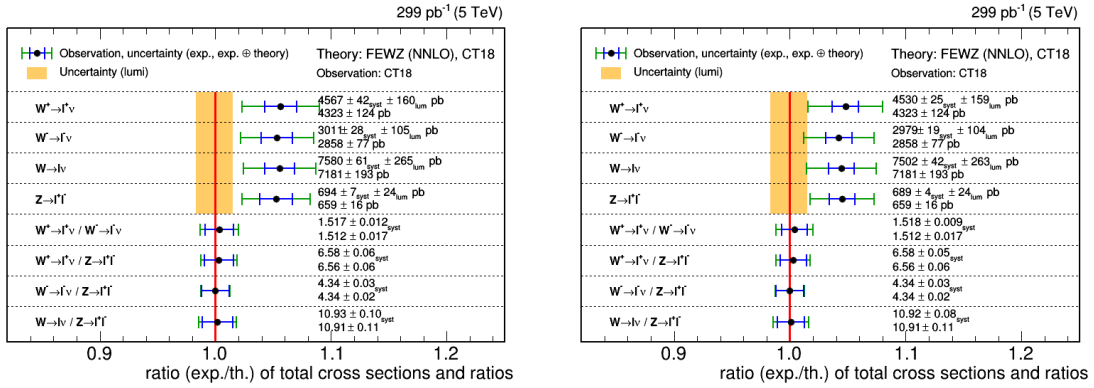 299 pb⁻¹ (5 TeV)
Observation, uncertainty (exp., exp. ⊕ theory)
Theory: FEWZ (NNLO), CT18
Uncertainty (lumi)
Observation: CT18
W⁺→l⁺ν
4567 ± 42syst ± 160lum pb
4323 ± 124 pb
W⁻→l⁻ν
3011± 28syst ± 105lum pb
2858 ± 77 pb
W→lν
7580 ± 61syst ± 265lum pb
7181 ± 193 pb
Z→l⁺l⁻
694 ± 7syst ± 24lum pb
659 ± 16 pb
W⁺→l⁺ν / W⁻→l⁻ν
1.517 ± 0.012syst
1.512 ± 0.017
W⁺→l⁺ν / Z→l⁺l⁻
6.58 ± 0.06syst
6.56 ± 0.06
W⁻→l⁻ν / Z→l⁺l⁻
4.34 ± 0.03syst
4.34 ± 0.02
W→lν / Z→l⁺l⁻
10.93 ± 0.10syst
10.91 ± 0.11
0.9 1.0 1.1 1.2
ratio (exp./th.) of total cross sections and ratios
299 pb⁻¹ (5 TeV)
Observation, uncertainty (exp., exp. ⊕ theory)
Theory: FEWZ (NNLO), CT18
Uncertainty (lumi)
Observation: CT18
W⁺→l⁺ν
4530 ± 25syst ± 159lum pb
4323 ± 124 pb
W⁻→l⁻ν
2979± 19syst ± 104lum pb
2858 ± 77 pb
W→lν
7502 ± 42syst ± 263lum pb
7181 ± 193 pb
Z→l⁺l⁻
689 ± 4syst ± 24lum pb
659 ± 16 pb
W⁺→l⁺ν / W⁻→l⁻ν
1.518 ± 0.009syst
1.512 ± 0.017
W⁺→l⁺ν / Z→l⁺l⁻
6.58 ± 0.05syst
6.56 ± 0.06
W⁻→l⁻ν / Z→l⁺l⁻
4.34 ± 0.03syst
4.34 ± 0.02
W→lν / Z→l⁺l⁻
10.92 ± 0.08syst
10.91 ± 0.11
0.9 1.0 1.1 1.2
ratio (exp./th.) of total cross sections and ratios